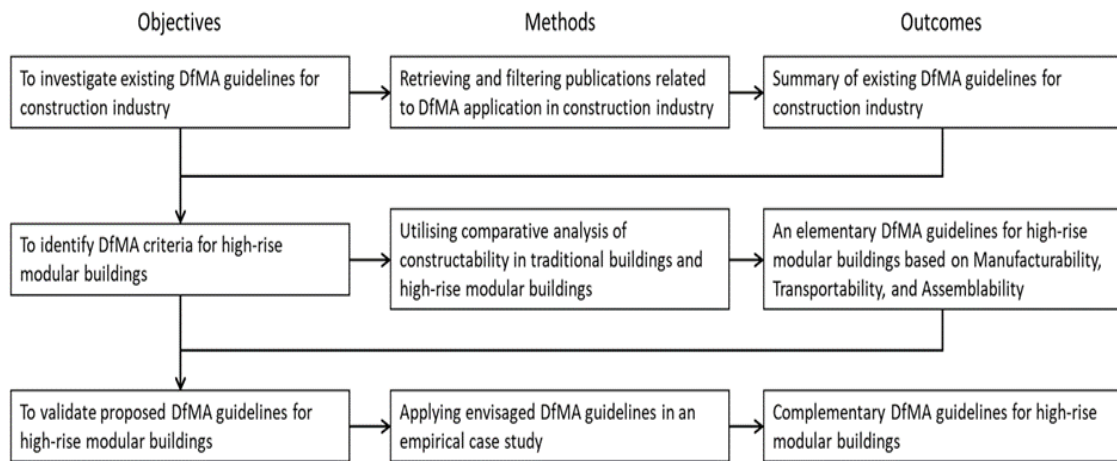 Objectives
Methods
Outcomes
To investigate existing DfMA guidelines for
construction industry
Retrieving and filtering publications related
to DfMA application in construction industry
Summary of existing DfMA guidelines for
construction industry
To identify DfMA criteria for high-rise
modular buildings
Utilising comparative analysis of
constructability in traditional buildings and
high-rise modular buildings
An elementary DfMA guidelines for high-rise
modular buildings based on Manufacturability,
Transportability, and Assemblability
To validate proposed DfMA guidelines for
high-rise modular buildings
Applying envisaged DfMA guidelines in an
empirical case study
Complementary DfMA guidelines for high-rise
modular buildings